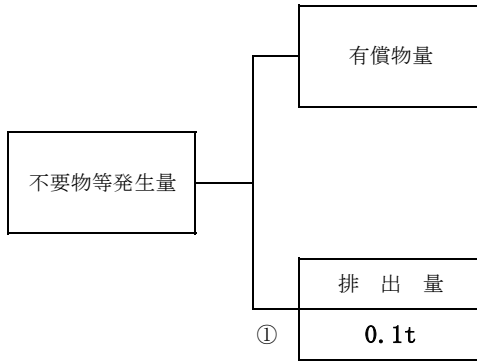 有償物量
不要物等発生量
排 出 量
① 0.1t